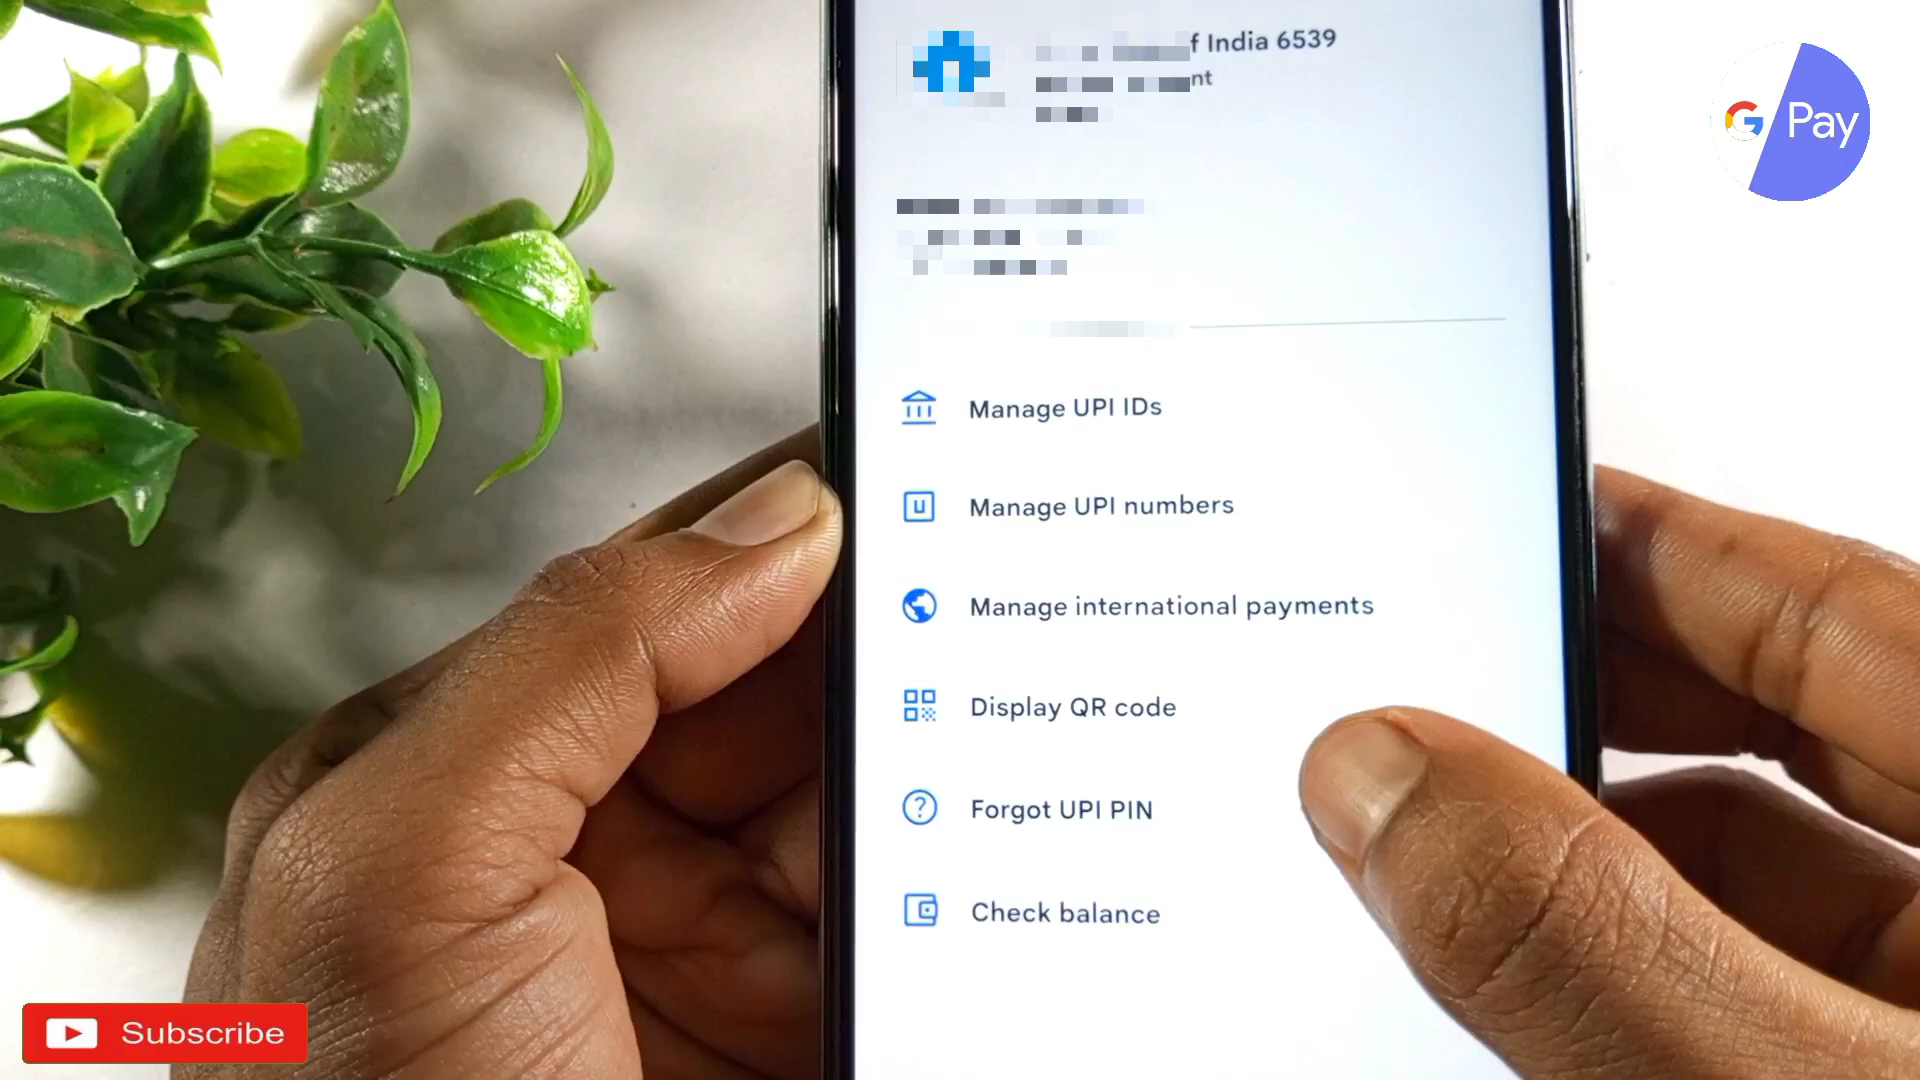 f India 6539
nt
G Pay
Manage UPI IDs
Manage UPI numbers
Manage international payments
Display QR code
Forgot UPI PIN
Check balance
Subscribe